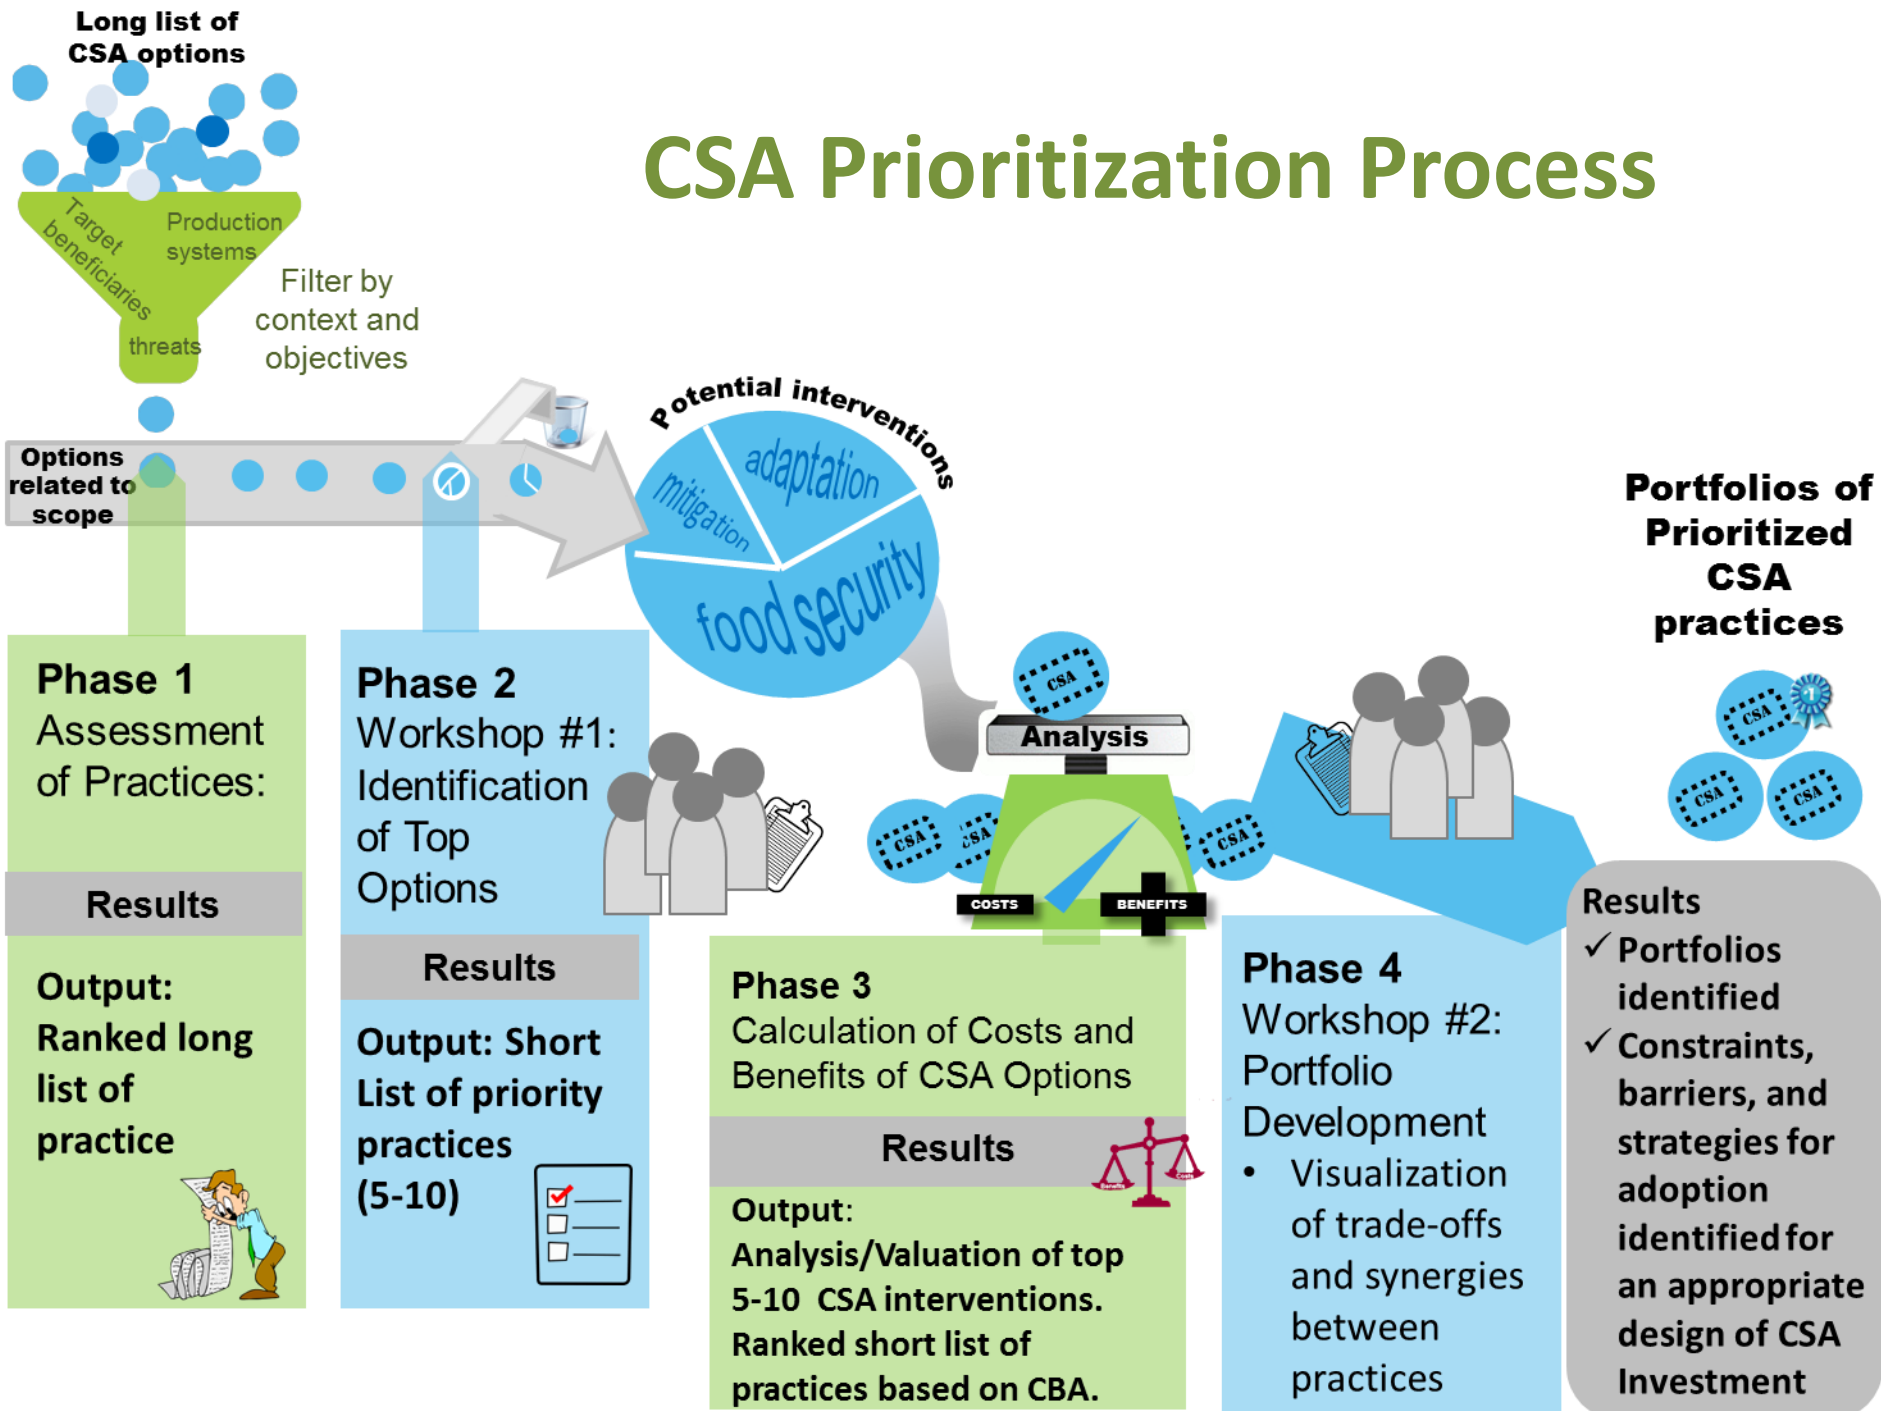 Long list of
CSA options
CSA Prioritization Process
Target
beneficiaries
Production
systems
threats
Filter by
context and
objectives
Options
related to
scope
Potential interventions
mitigation
adaptation
food security
Portfolios of
Prioritized
CSA
practices
CSA
#1
CSA
CSA
Phase 1
Assessment
of Practices:
Results
Output:
Ranked long
list of
practice
Phase 2
Workshop #1:
Identification
of Top
Options
Results
Output: Short
List of priority
practices
(5-10)
CSA
Analysis
CSA
CSA
CSA
COSTS
BENEFITS
Phase 3
Calculation of Costs and
Benefits of CSA Options
Results
Benefits
Costs
Output:
Analysis/Valuation of top
5-10 CSA interventions.
Ranked short list of
practices based on CBA.
Phase 4
Workshop #2:
Portfolio
Development
• Visualization
of trade-offs
and synergies
between
practices
Results
✓ Portfolios
identified
✓ Constraints,
barriers, and
strategies for
adoption
identified for
an appropriate
design of CSA
Investment